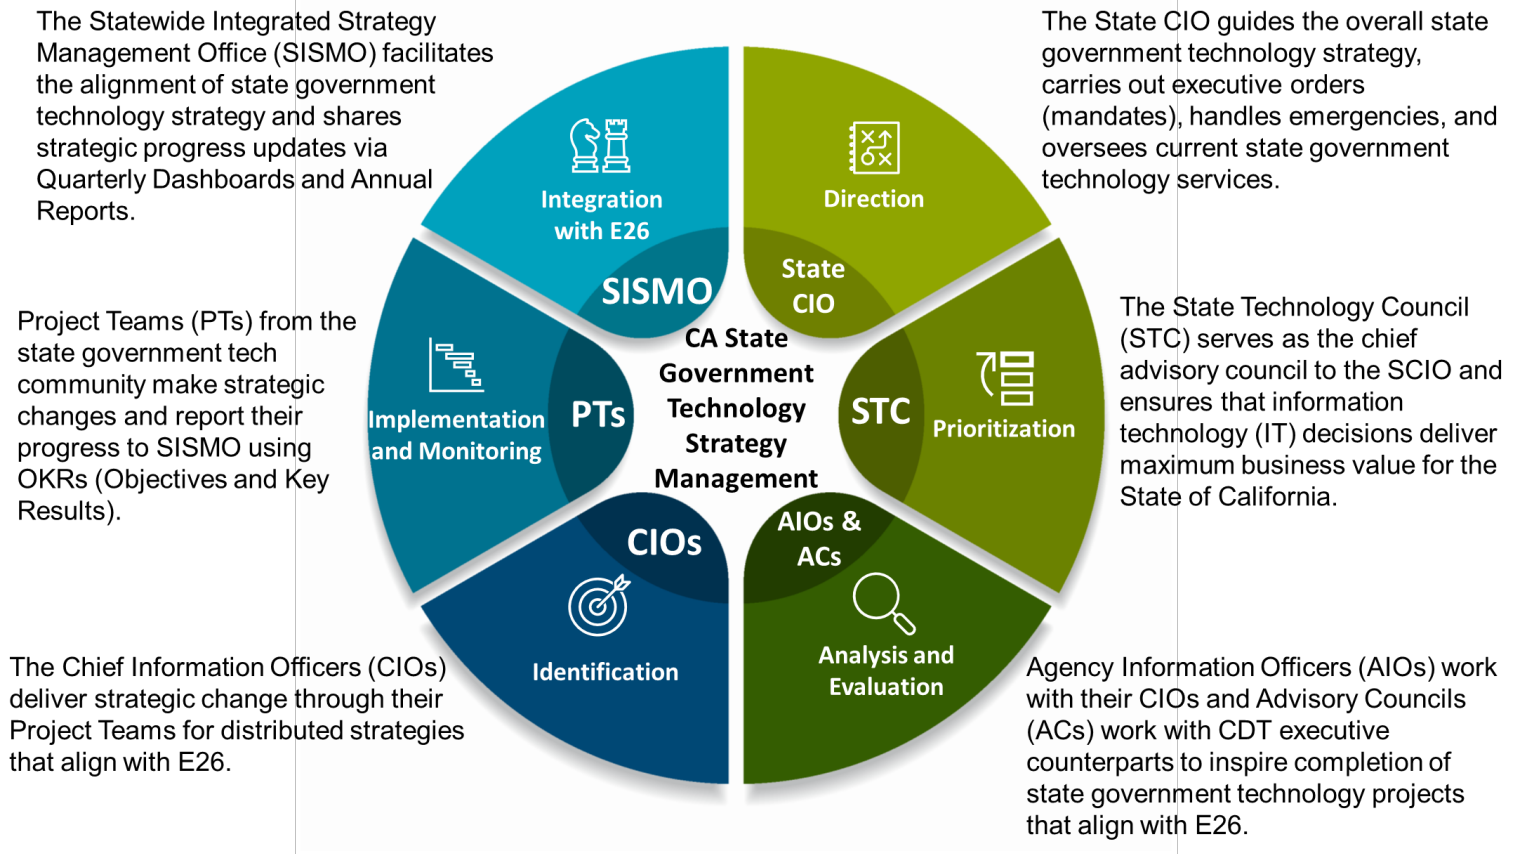 The Statewide Integrated Strategy
Management Office (SISMO) facilitates
the alignment of state government
technology strategy and shares
strategic progress updates via
Quarterly Dashboards and Annual
Reports.
The State CIO guides the overall state
government technology strategy,
carries out executive orders
(mandates), handles emergencies, and
oversees current state government
technology services.
Integration
with E26
SISMO
Direction
State
CIO
Project Teams (PTs) from the
state government tech
community make strategic
changes and report their
progress to SISMO using
OKRs (Objectives and Key
Results).
Implementation
and Monitoring
PTs
CA State
Government
Technology
Strategy
Management
STC
Prioritization
The State Technology Council
(STC) serves as the chief
advisory council to the SCIO and
ensures that information
technology (IT) decisions deliver
maximum business value for the
State of California.
CIOs
Identification
AIOs &
ACs
Analysis and
Evaluation
The Chief Information Officers (CIOs)
deliver strategic change through their
Project Teams for distributed strategies
that align with E26.
Agency Information Officers (AIOs) work
with their CIOs and Advisory Councils
(ACs) work with CDT executive
counterparts to inspire completion of
state government technology projects
that align with E26.